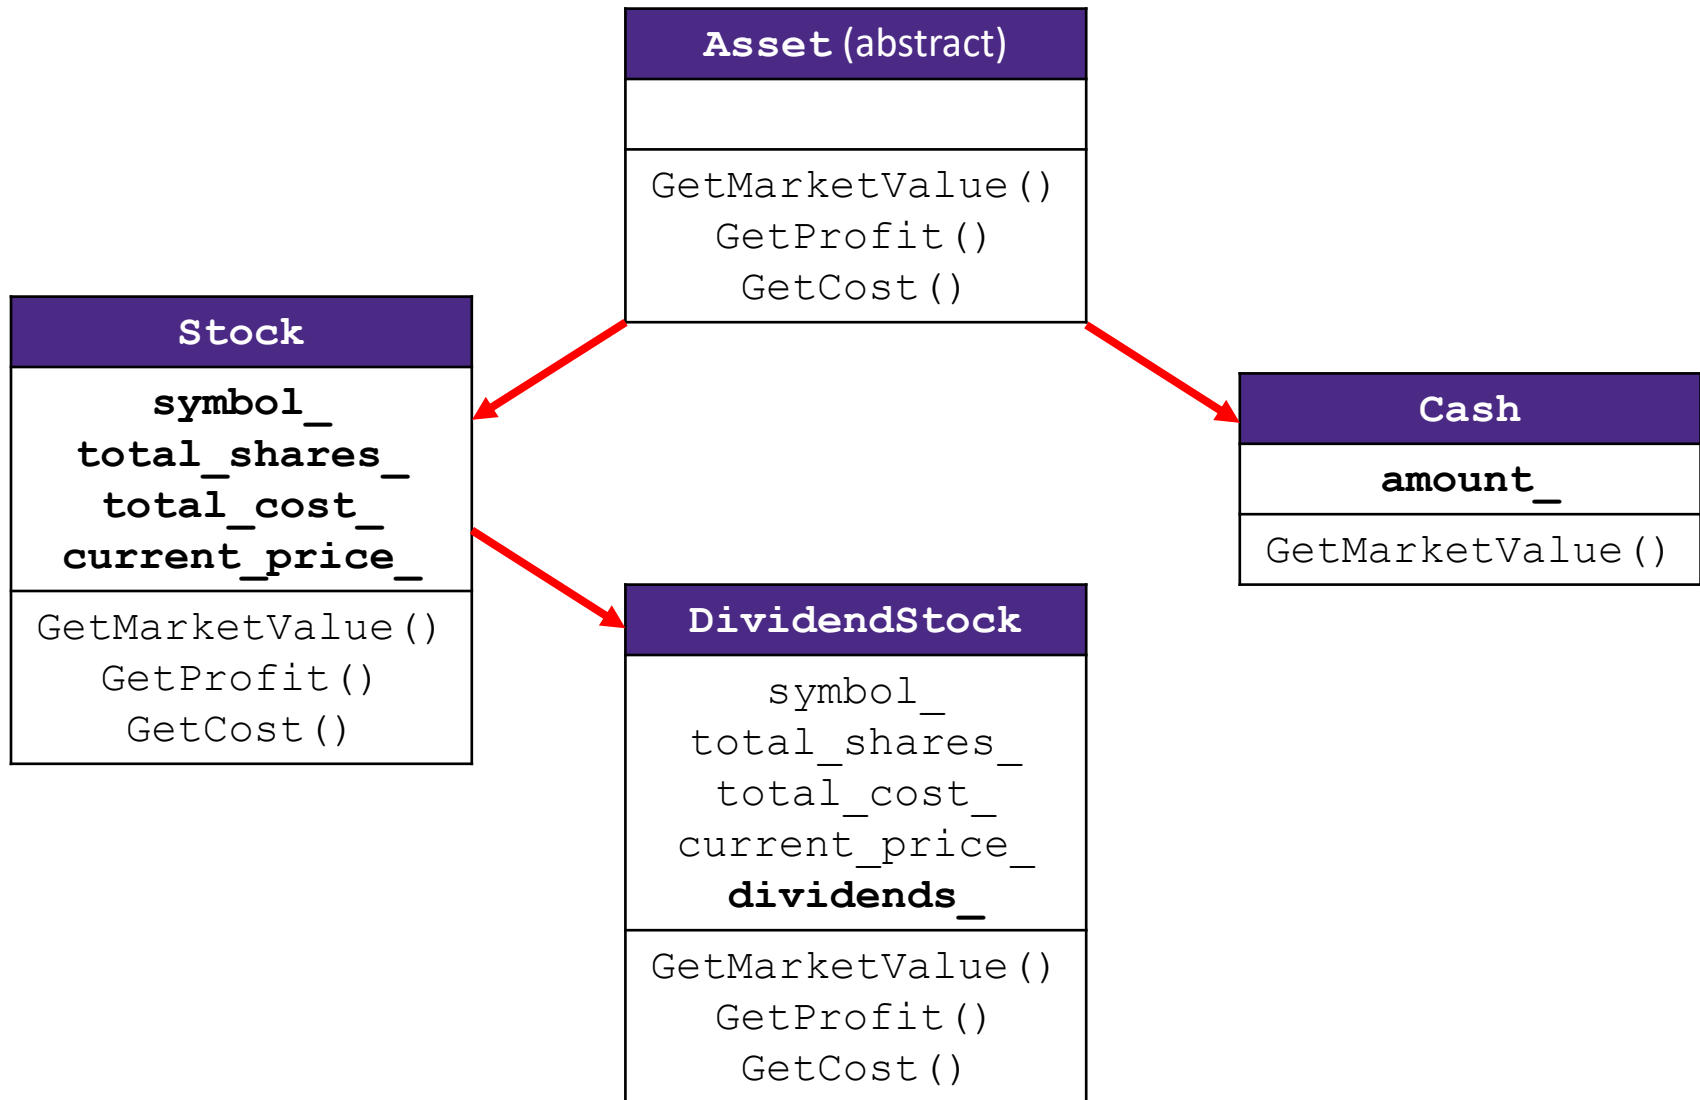 Asset (abstract)
GetMarketValue()
GetProfit()
GetCost()
Stock
symbol_
total_shares_
total_cost_
current_price_
GetMarketValue()
GetProfit()
GetCost()
Cash
amount_
GetMarketValue()
DividendStock
symbol_
total_shares_
total_cost_
current_price_
dividends_
GetMarketValue()
GetProfit()
GetCost()